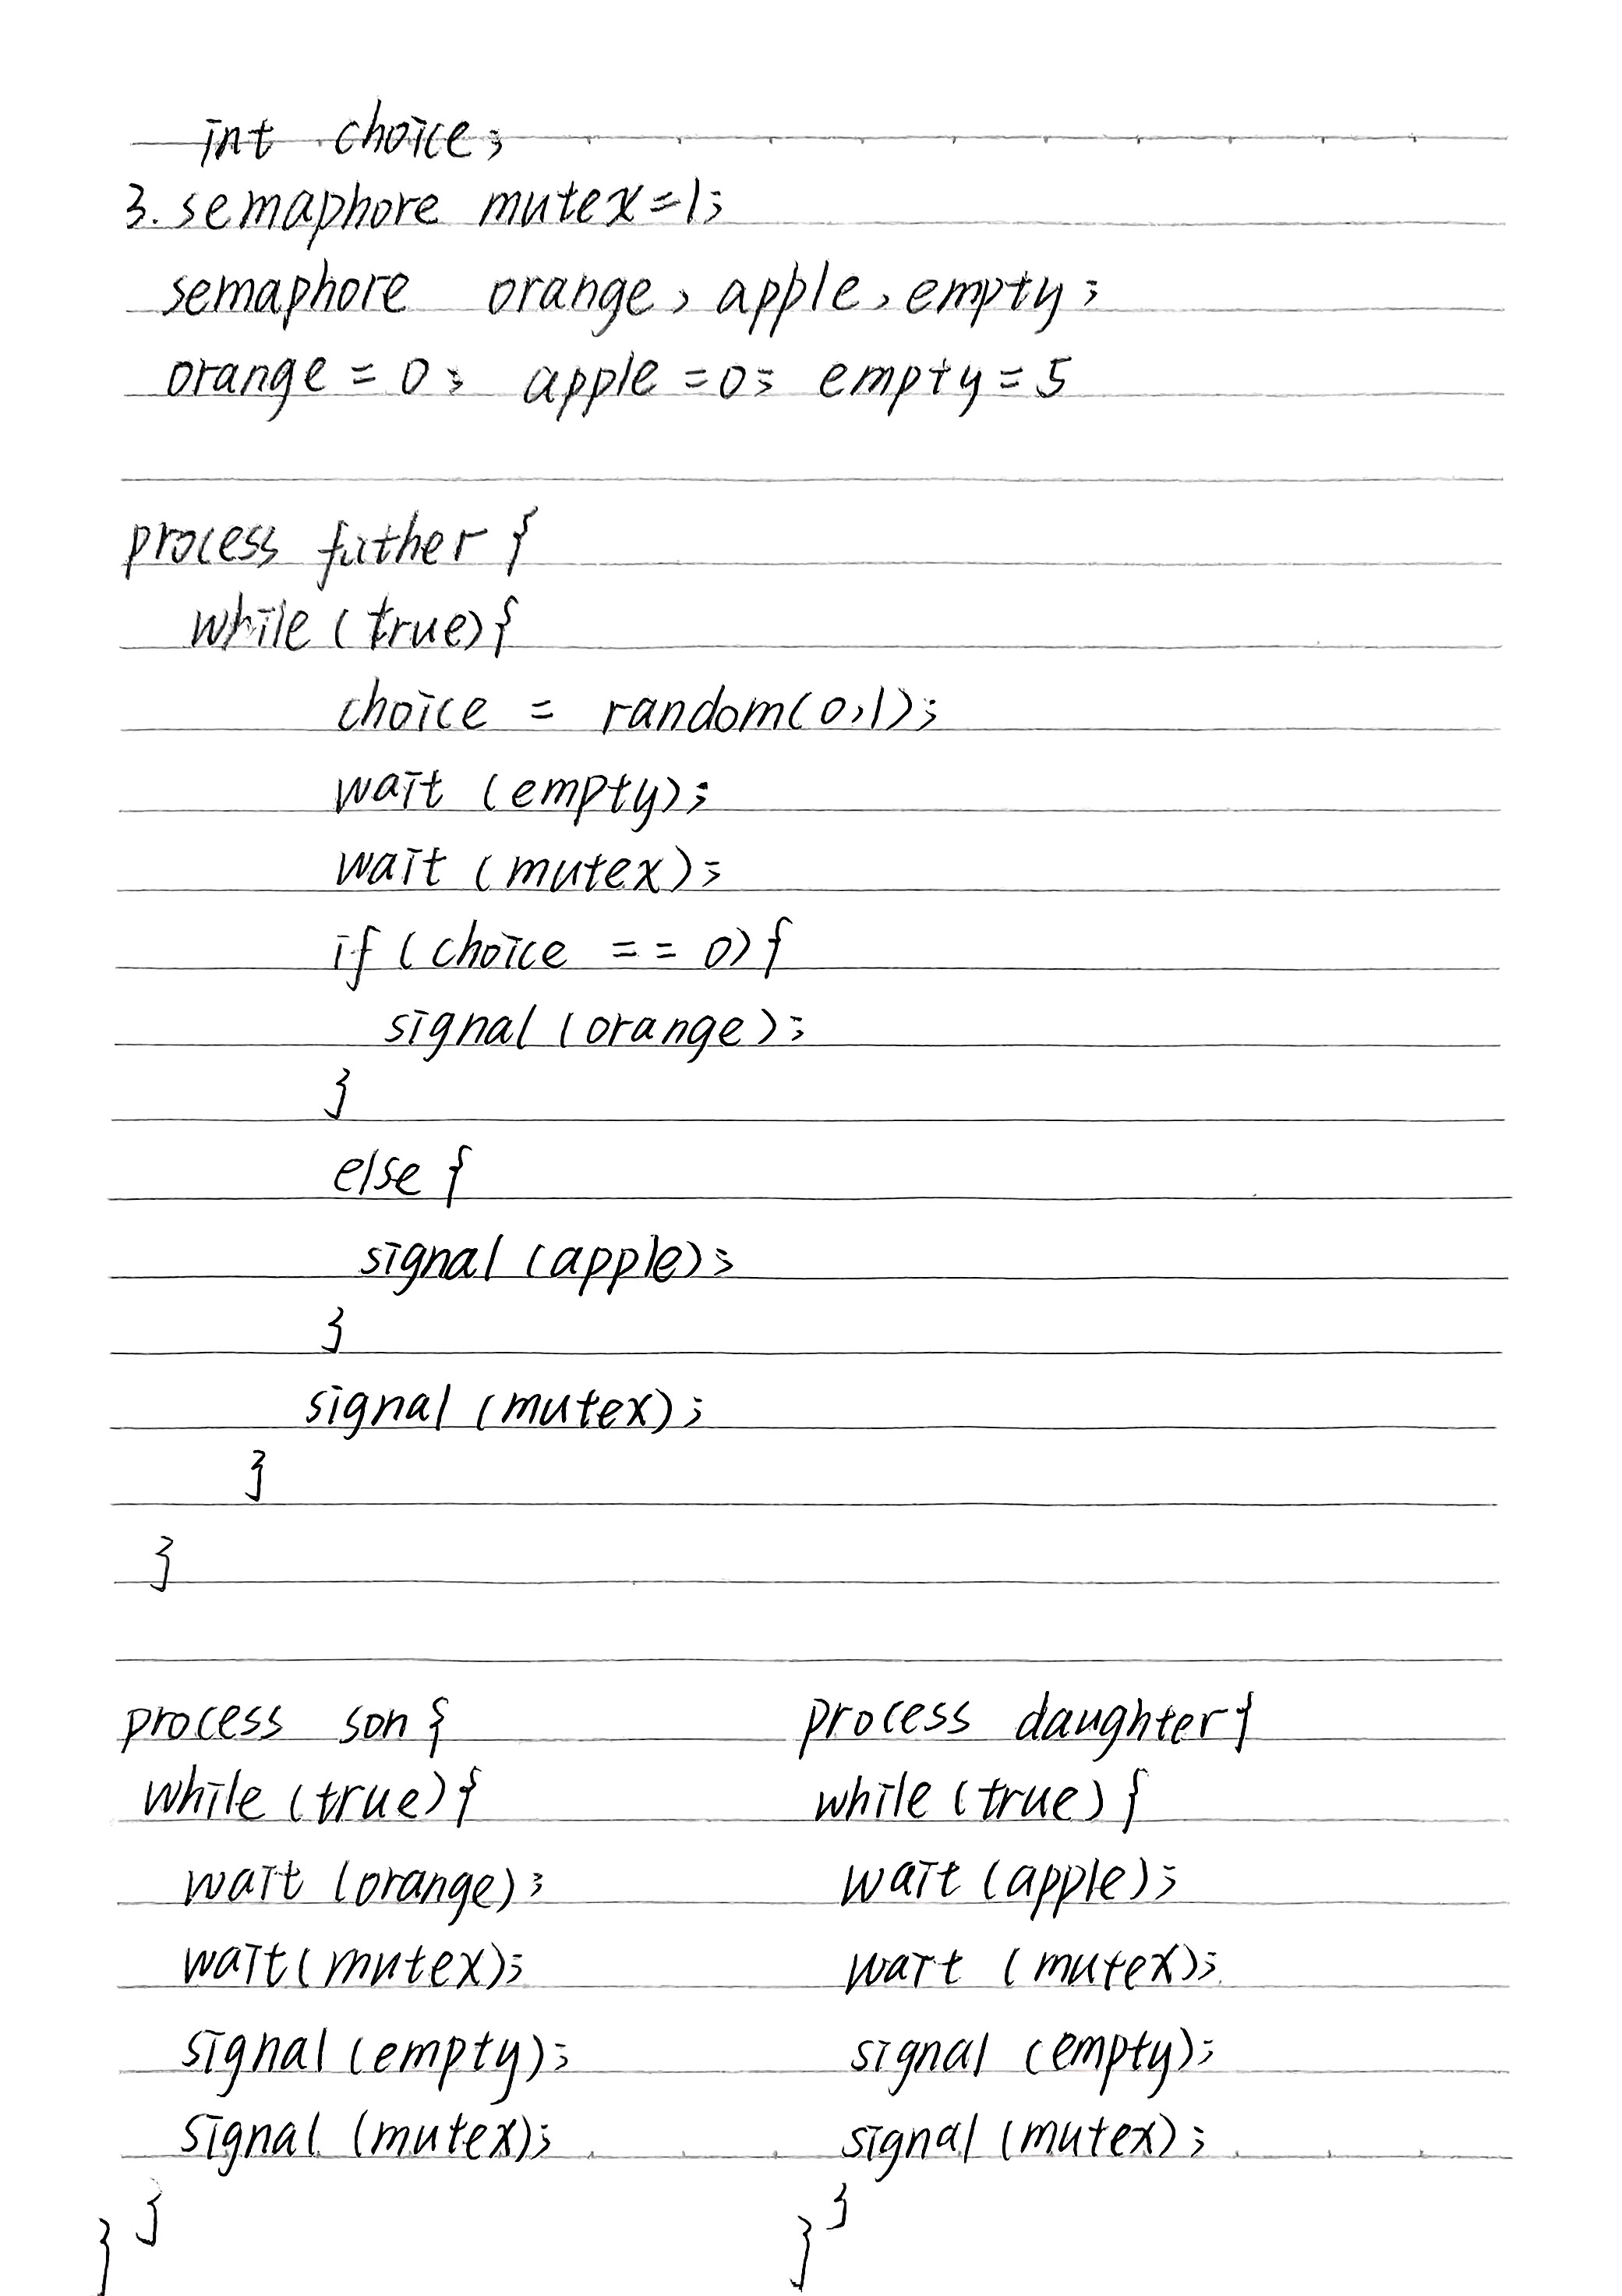 int choice;
3. semaphore mutex=1;
semaphore orange, apple, empty;
orange = 0; apple =0; empty = 5
process father {
while (true){
choice = random(0,1);
wait (empty);
wait (mutex);
if (choice == 0){
signal (orange);
}
else {
signal (apple);
}
signal (mutex);
}
}
process son {
while (true){
wait (orange);
wait (mutex);
signal (empty);
signal (mutex);
}
}
process daughter{
while (true) {
wait (apple);
wait (mutex);
signal (empty);
signal (mutex);
}
}